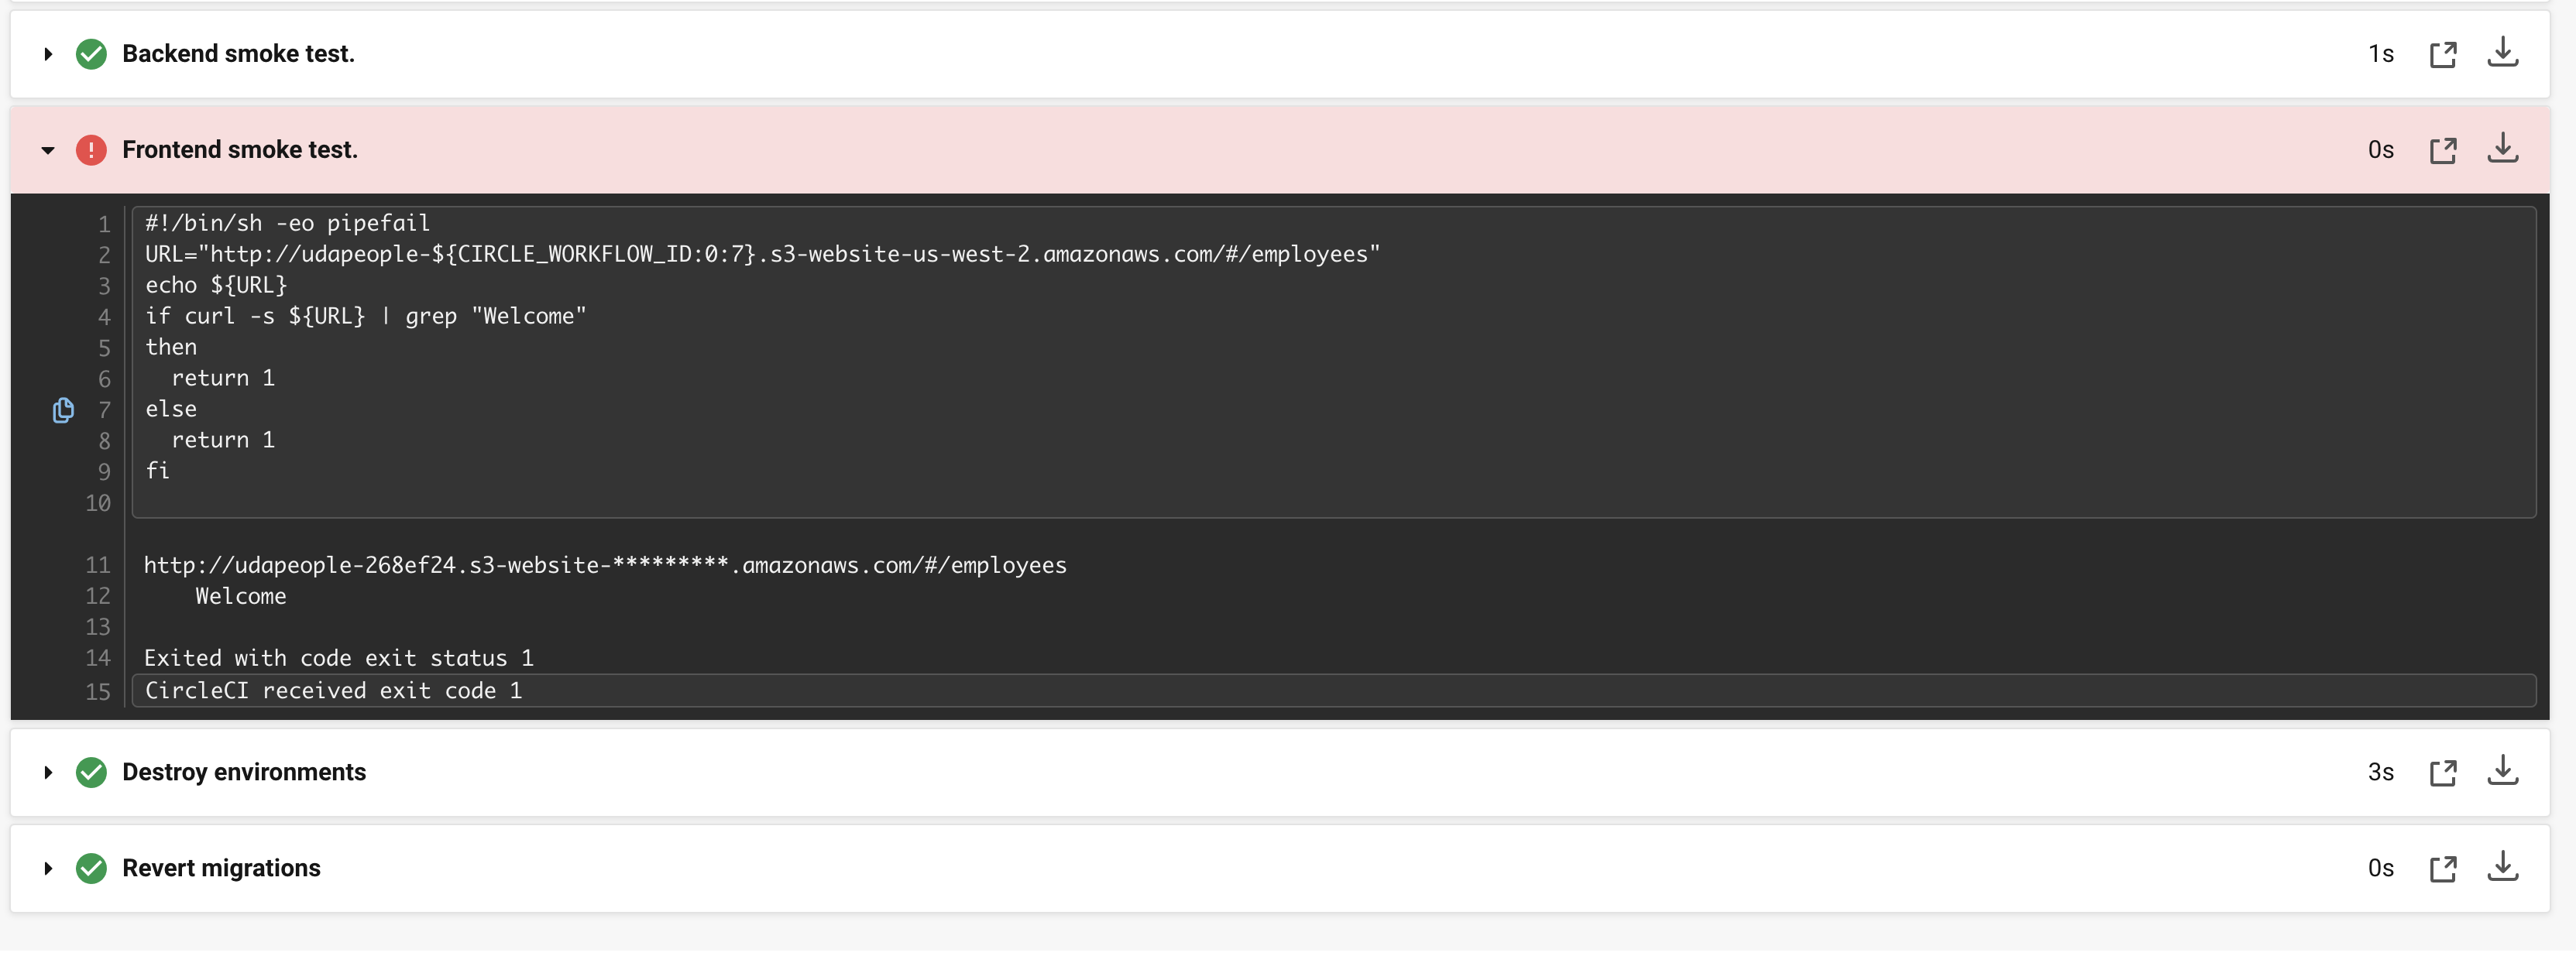 Backend smoke test. 1s
Frontend smoke test. 0s
1 #!/bin/sh -eo pipefail
2 URL="http://udapeople-${CIRCLE_WORKFLOW_ID:0:7}.s3-website-us-west-2.amazonaws.com/#/employees"
3 echo ${URL}
4 if curl -s ${URL} | grep "Welcome"
5 then
6   return 1
7 else
8   return 1
9 fi
10
11 http://udapeople-268ef24.s3-website-*********.amazonaws.com/#/employees
12     Welcome
13
14 Exited with code exit status 1
15 CircleCI received exit code 1
Destroy environments 3s
Revert migrations 0s